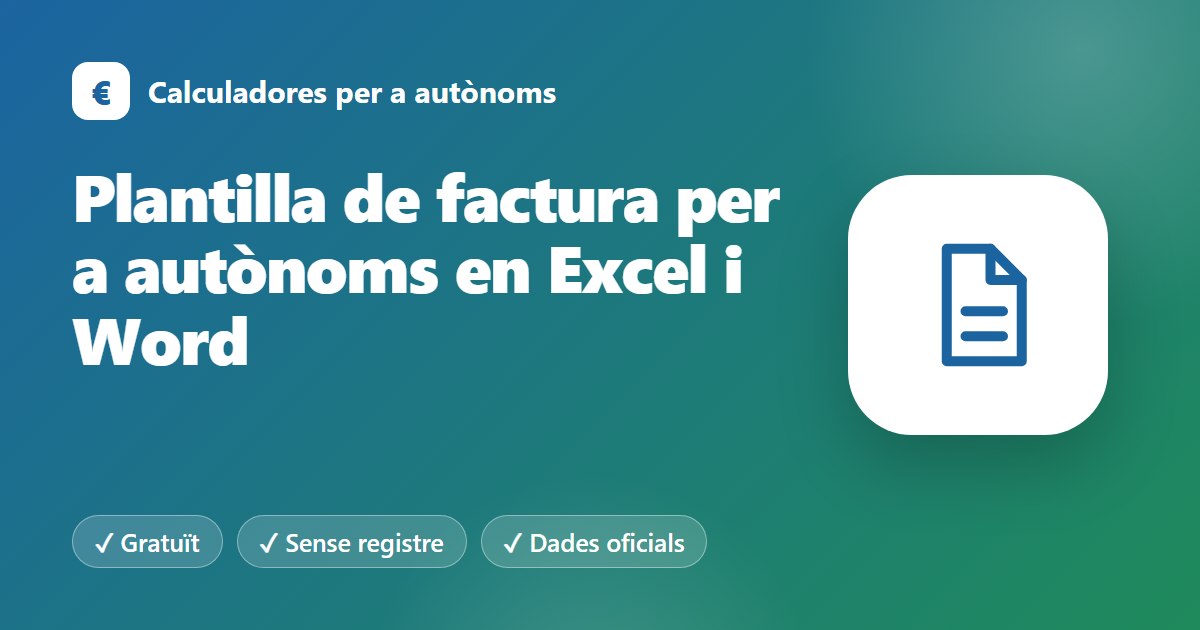 € Calculadores per a autònoms
Plantilla de factura per
a autònoms en Excel i
Word
✓ Gratuït ✓ Sense registre ✓ Dades oficials